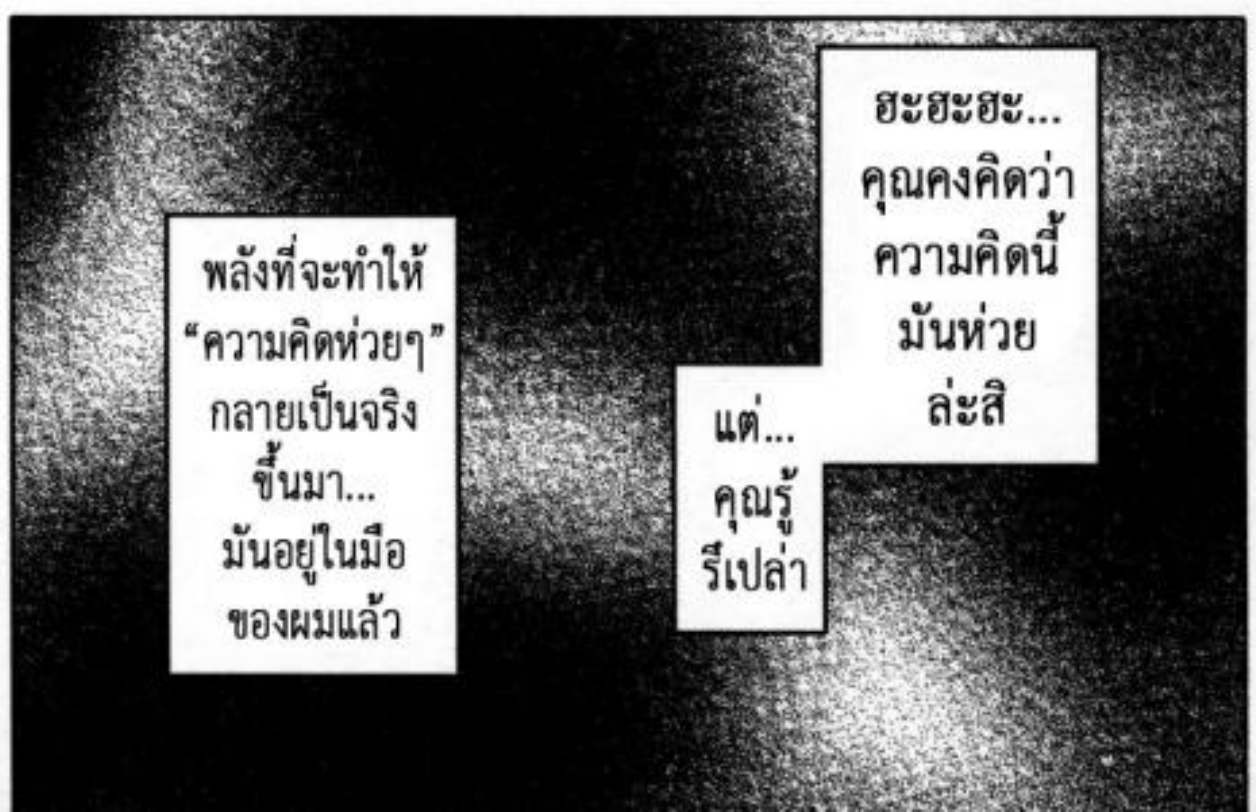 ฮะฮะฮะ...
คุณคงคิดว่า
ความคิดนี้
มันห่วย
ล่ะสิ
แต่...
คุณรู้
รึเปล่า
พลังที่จะทำให้
“ความคิดห่วยๆ”
กลายเป็นจริง
ขึ้นมา...
มันอยู่ในมือ
ของผมแล้ว